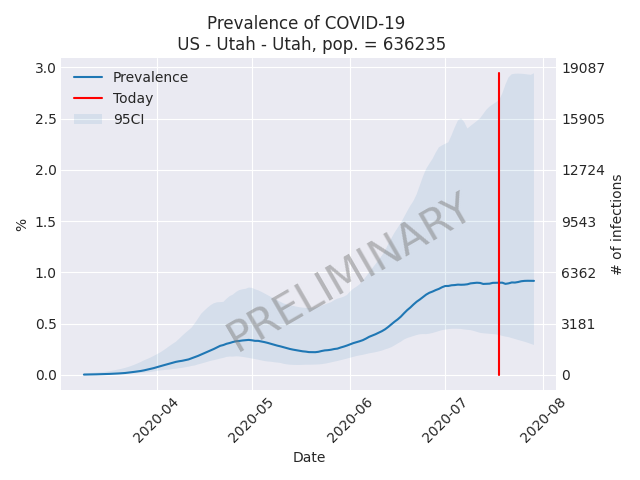 Prevalence of COVID-19
US - Utah - Utah, pop. = 636235
Prevalence
Today
95CI
3.0
2.5
2.0
1.5
1.0
0.5
0.0
%
19087
15905
12724
9543
6362
3181
0
# of infections
PRELIMINARY
2020-04
2020-05
2020-06
2020-07
2020-08
Date